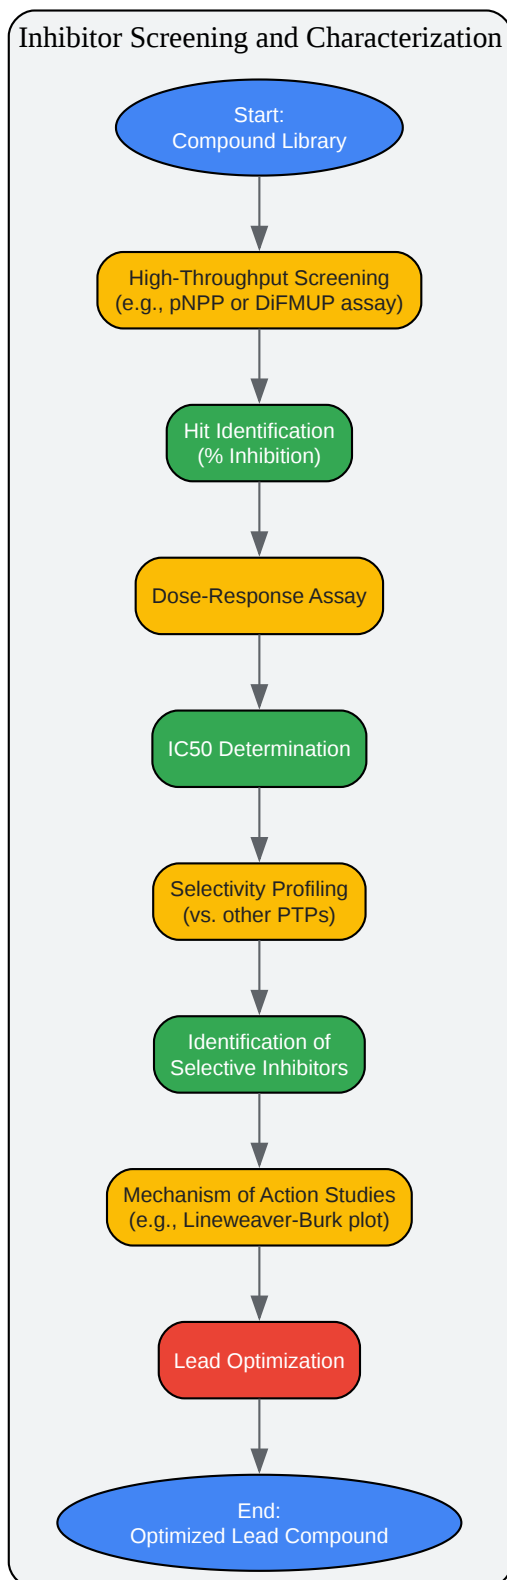 Inhibitor Screening and Characterization
Start:
Compound Library
High-Throughput Screening
(e.g., pNPP or DiFMUP assay)
Hit Identification
(% Inhibition)
Dose-Response Assay
IC50 Determination
Selectivity Profiling
(vs. other PTPs)
Identification of
Selective Inhibitors
Mechanism of Action Studies
(e.g., Lineweaver-Burk plot)
Lead Optimization
End:
Optimized Lead Compound